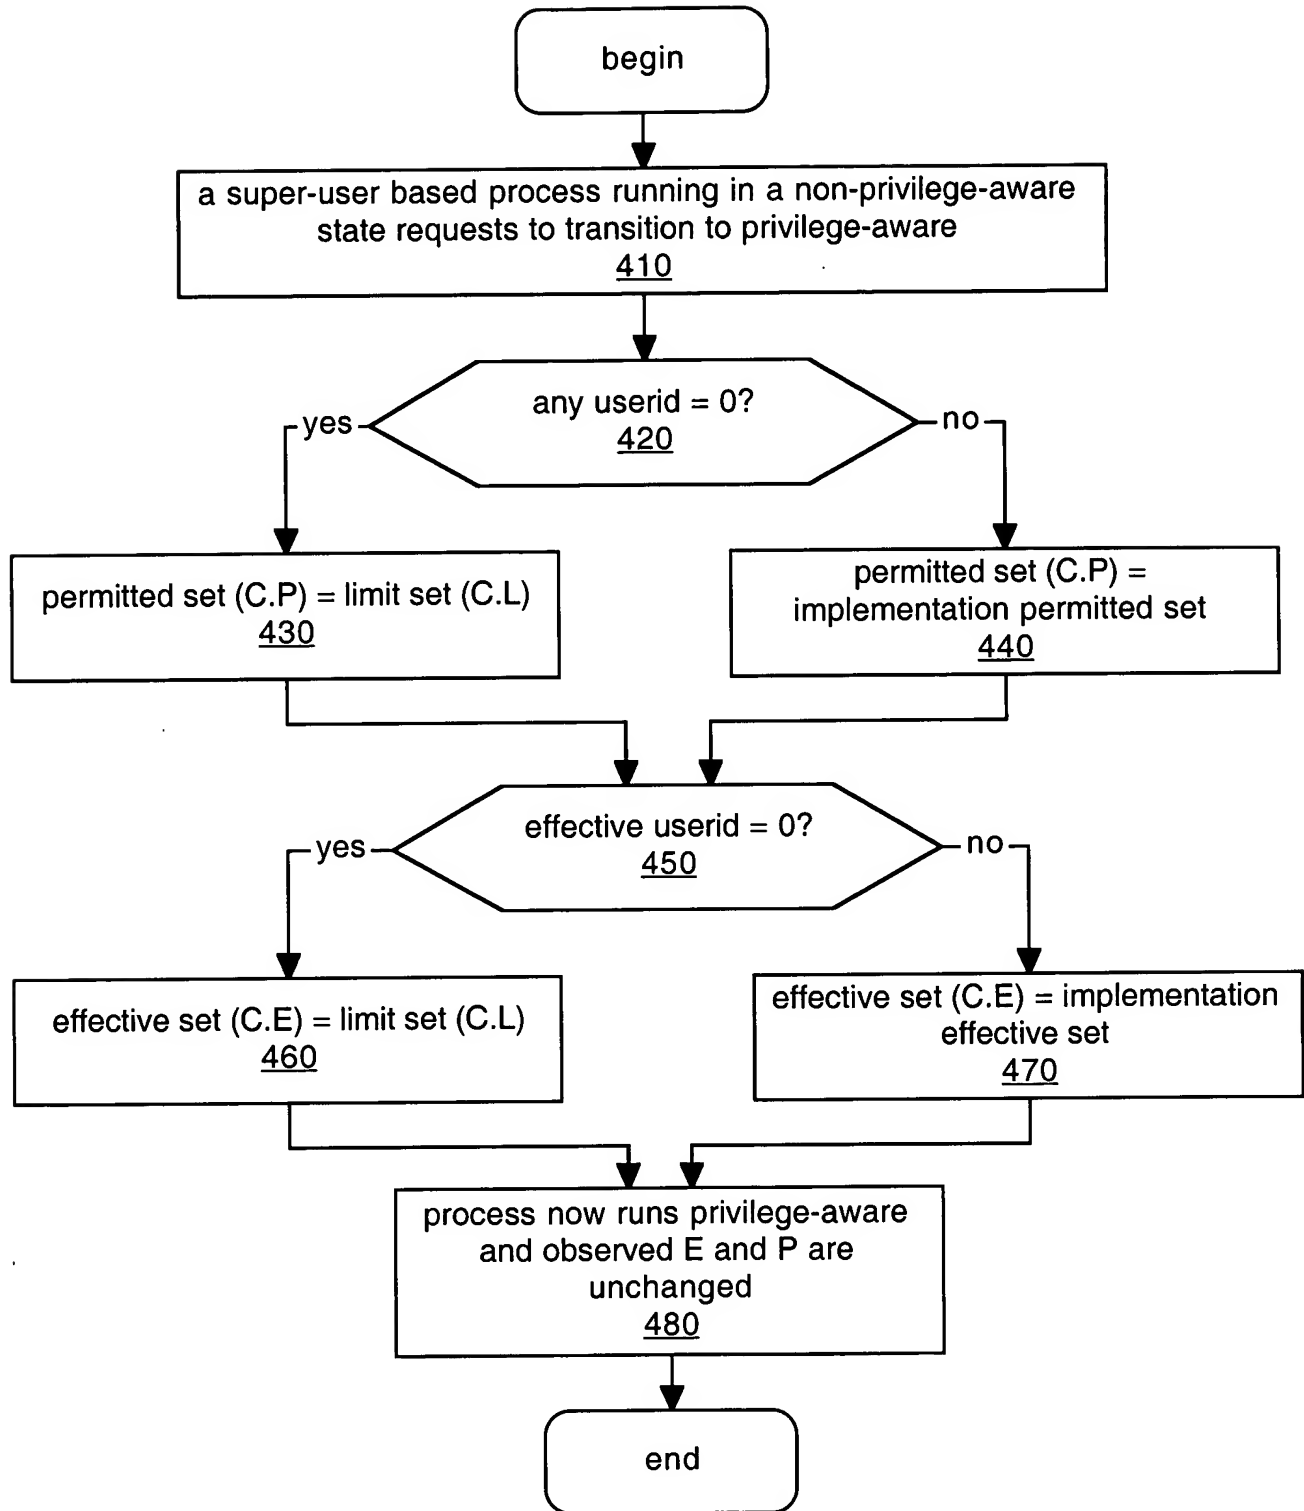 begin
a super-user based process running in a non-privilege-aware
state requests to transition to privilege-aware
410
any userid = 0?
420
yes
no
permitted set (C.P) = limit set (C.L)
430
permitted set (C.P) =
implementation permitted set
440
effective userid = 0?
450
yes
no
effective set (C.E) = limit set (C.L)
460
effective set (C.E) = implementation
effective set
470
process now runs privilege-aware
and observed E and P are
unchanged
480
end